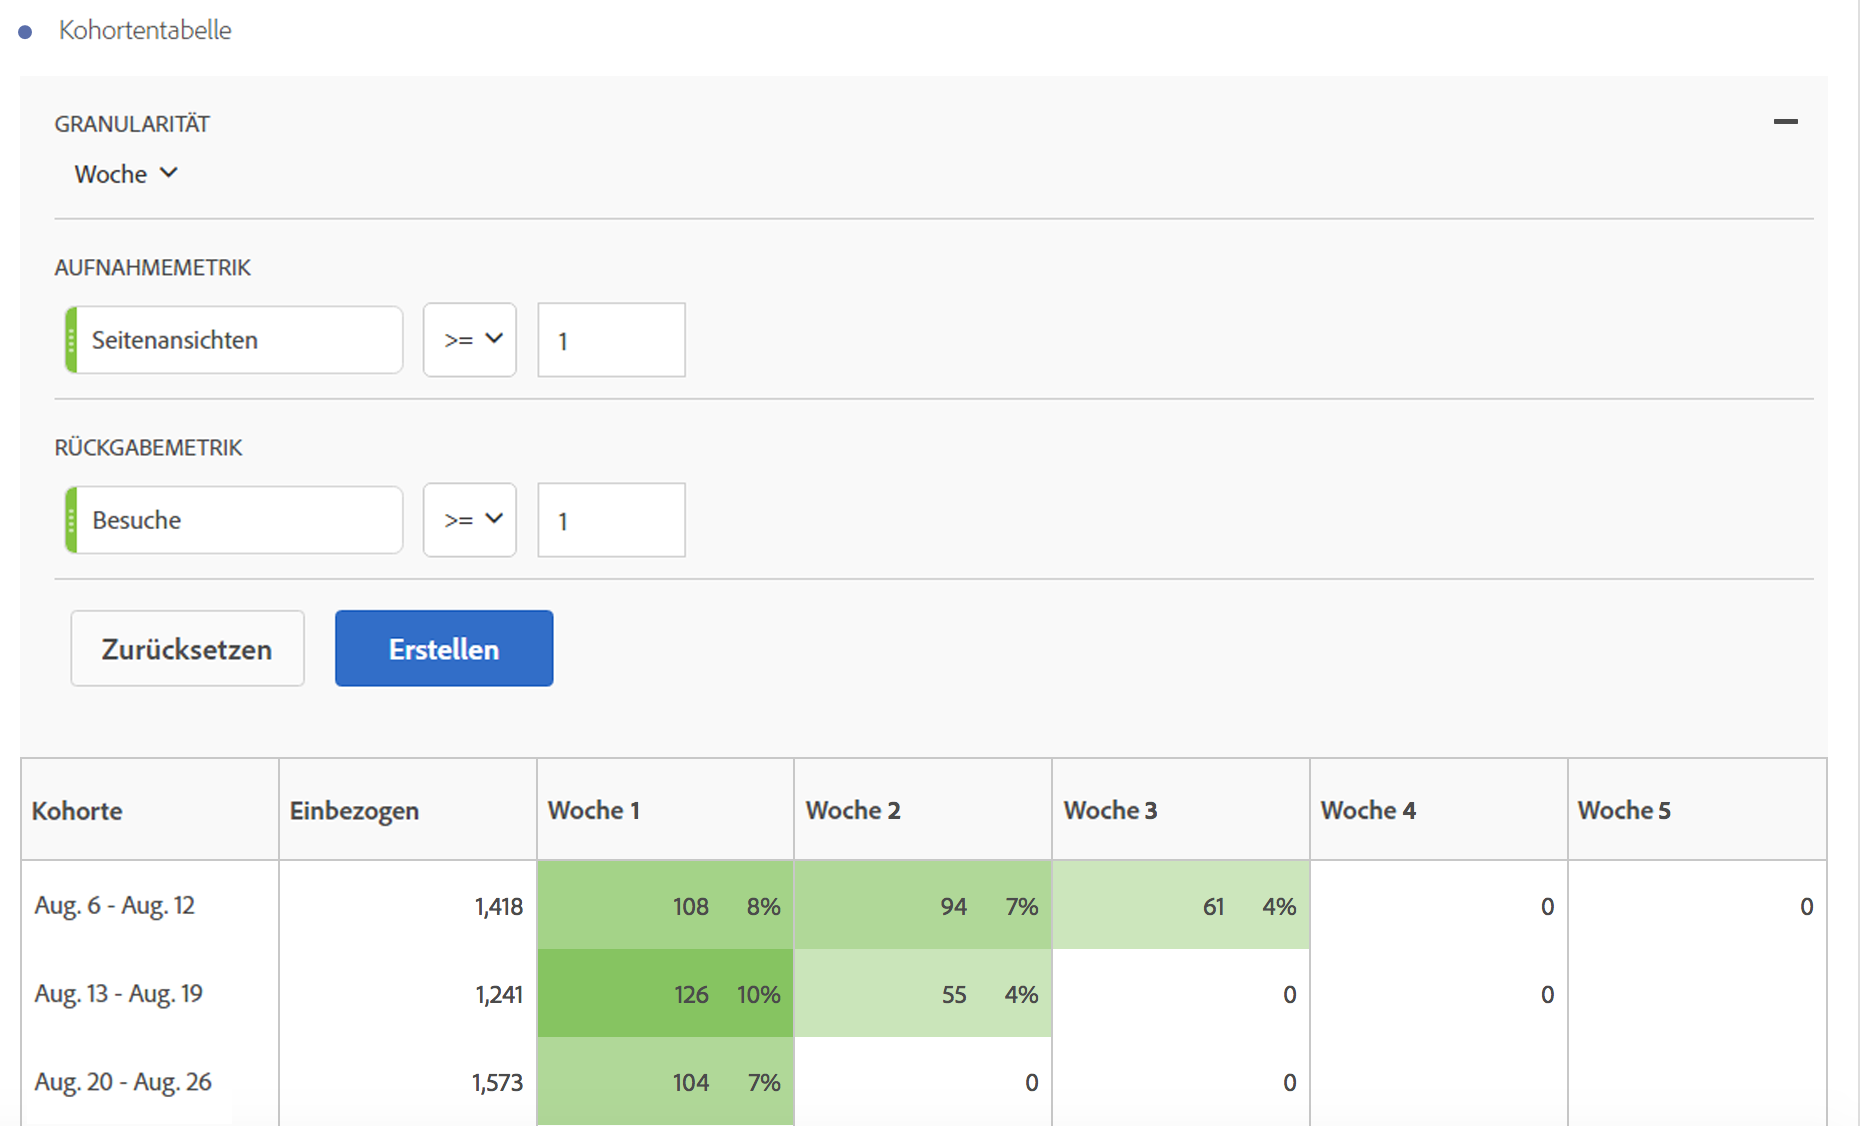 Kohortentabelle
GRANULARITÄT
Woche
AUFNAHMEMETRIK
Seitenansichten >= 1
RÜCKGABEMETRIK
Besuche >= 1
Zurücksetzen Erstellen
Kohorte Einbezogen Woche 1 Woche 2 Woche 3 Woche 4 Woche 5
Aug. 6 - Aug. 12 1,418 108 8% 94 7% 61 4% 0 0
Aug. 13 - Aug. 19 1,241 126 10% 55 4% 0 0
Aug. 20 - Aug. 26 1,573 104 7% 0 0